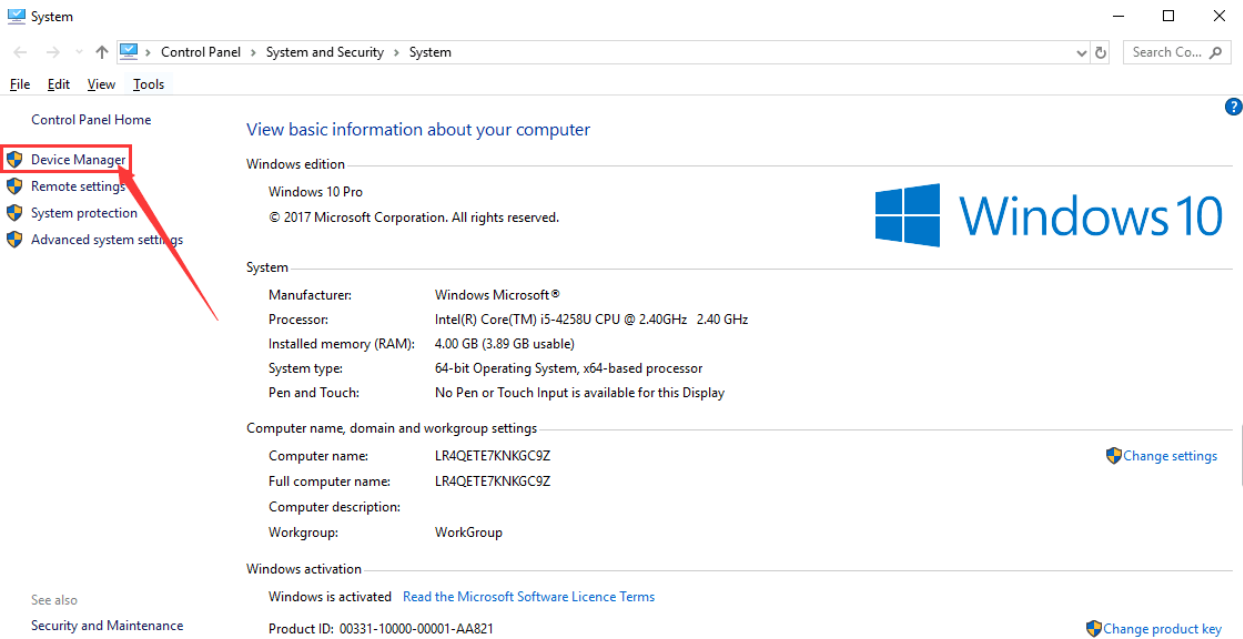 System
Control Panel > System and Security > System
Search Co...
File Edit View Tools
Control Panel Home
Device Manager
Remote settings
System protection
Advanced system settings
See also
Security and Maintenance
?
View basic information about your computer
Windows edition
Windows 10 Pro
© 2017 Microsoft Corporation. All rights reserved.
Windows 10
System
Manufacturer: Windows Microsoft®
Processor: Intel(R) Core(TM) i5-4258U CPU @ 2.40GHz 2.40 GHz
Installed memory (RAM): 4.00 GB (3.89 GB usable)
System type: 64-bit Operating System, x64-based processor
Pen and Touch: No Pen or Touch Input is available for this Display
Computer name, domain and workgroup settings
Computer name: LR4QETE7KNKGC9Z
Change settings
Full computer name: LR4QETE7KNKGC9Z
Computer description:
Workgroup: WorkGroup
Windows activation
Windows is activated Read the Microsoft Software Licence Terms
Product ID: 00331-10000-00001-AA821
Change product key